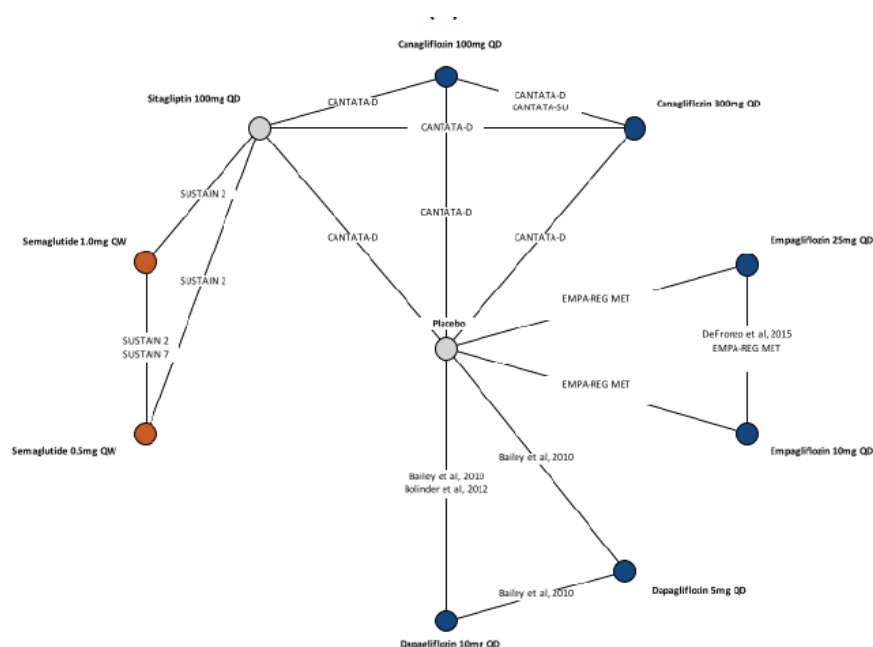 Canagliflozin 100mg QD
Sitagliptin 100mg QD
CANTATA-D
CANTATA-D
CANTATA-SU
Canagliflozin 300mg QD
CANTATA-D
SUSTAIN 2
CANTATA-D
Semaglutide 1.0mg QW
CANTATA-D
CANTATA-D
Empagliflozin 25mg QD
SUSTAIN 2
EMPA-REG MET
Placebo
SUSTAIN 2
SUSTAIN 7
DeFronzo et al, 2015
EMPA-REG MET
EMPA-REG MET
Semaglutide 0.5mg QW
Empagliflozin 10mg QD
Bailey et al, 2010
Bailey et al, 2010
Bolinder et al, 2012
Bailey et al, 2010
Dapagliflozin 5mg QD
Dapagliflozin 10mg QD